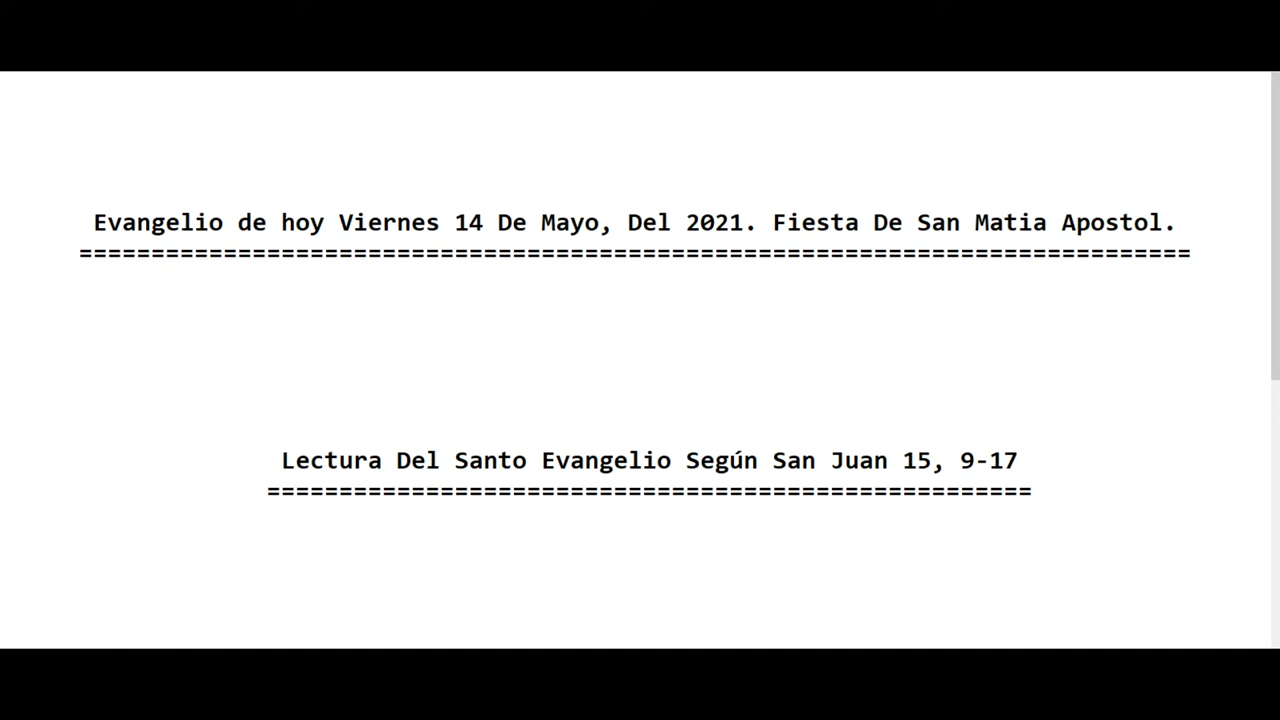 Evangelio de hoy Viernes 14 De Mayo, Del 2021. Fiesta De San Matia Apostol.
=============================================================================
Lectura Del Santo Evangelio Según San Juan 15, 9-17
=====================================================